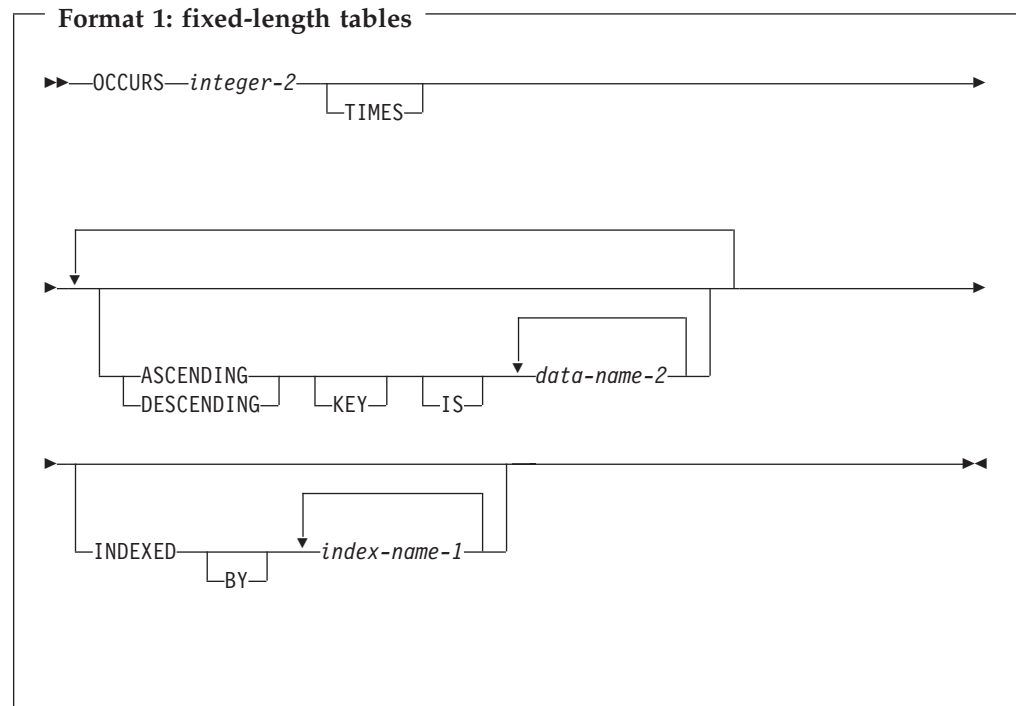 Format 1: fixed-length tables
OCCURS integer-2
TIMES
ASCENDING data-name-2
DESCENDING KEY IS
INDEXED index-name-1
BY